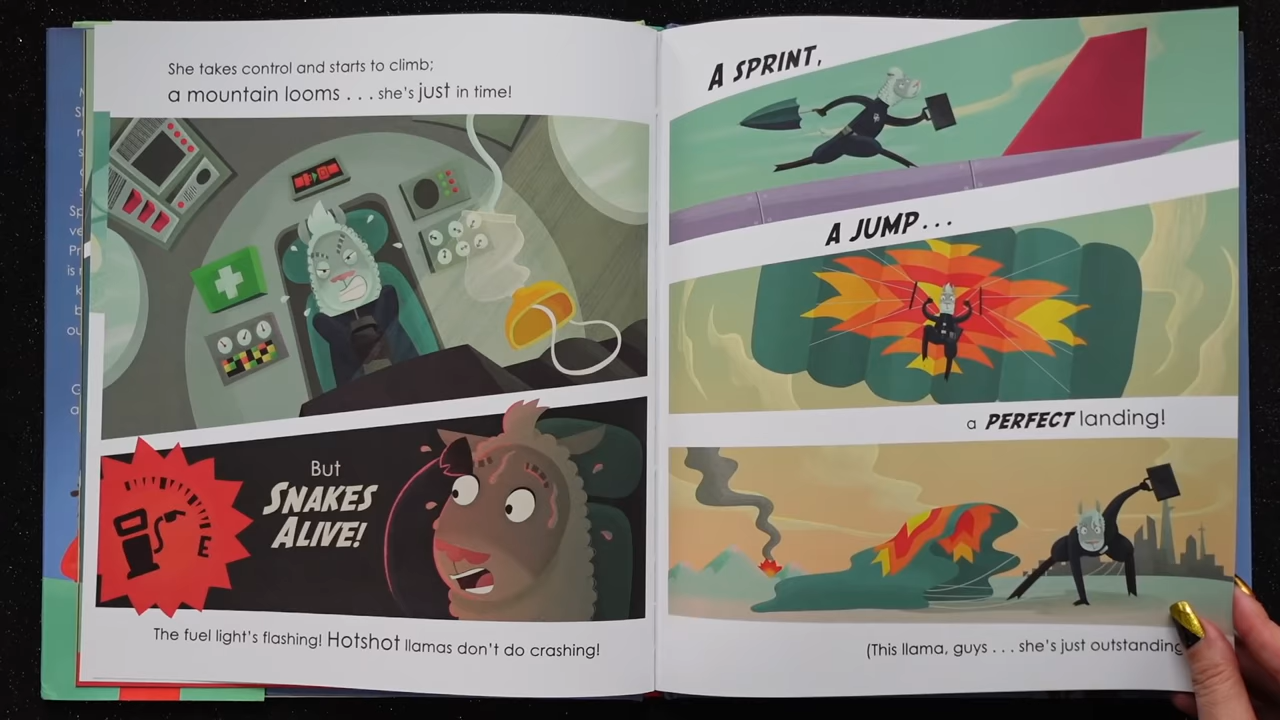 She takes control and starts to climb;
a mountain looms . . . she's just in time!
But
SNAKES
ALIVE!
E
The fuel light's flashing! Hotshot llamas don't do crashing!
A SPRINT,
A JUMP . . .
a PERFECT landing!
(This llama, guys . . . she's just outstanding